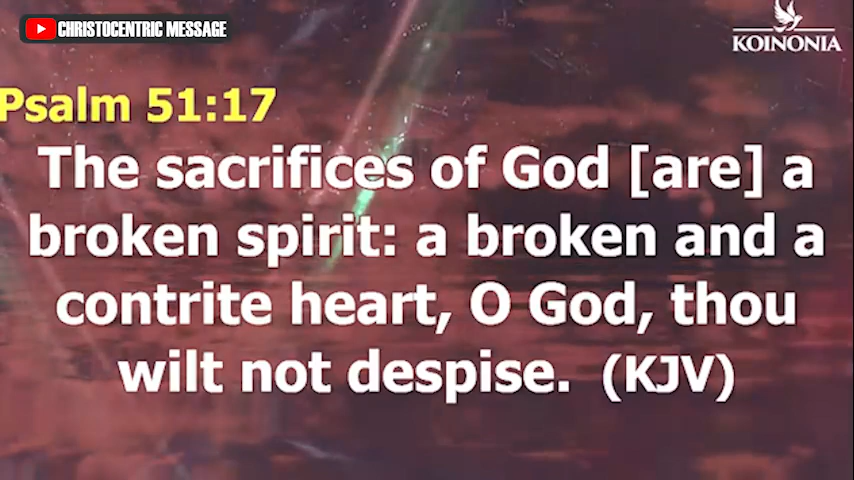 CHRISTOCENTRIC MESSAGE
KOINONIA
Psalm 51:17
The sacrifices of God [are] a
broken spirit: a broken and a
contrite heart, O God, thou
wilt not despise. (KJV)